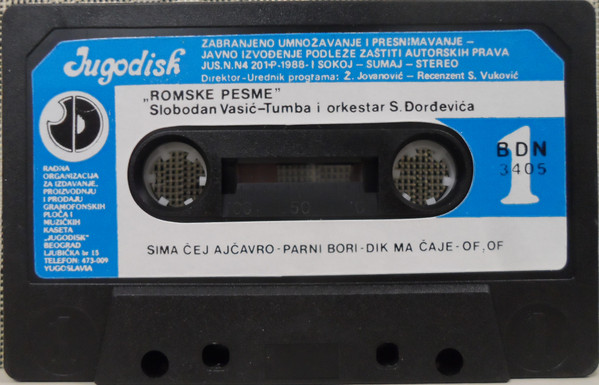 Jugodisk
ZABRANJENO UMNOŽAVANJE I PRESNIMAVANJE –
JAVNO IZVOĐENJE PODLEŽE ZAŠTITI AUTORSKIH PRAVA
JUS.N.N4 201-P-1988- I SOKOJ – SUMAJ – STEREO
Direktor-Urednik programa: Ž. Jovanović – Recenzent S. Vuković
„ROMSKE PESME”
Slobodan Vasić–Tumba i orkestar S.Đorđevića
JD
RADNA
ORGANIZACIJA
ZA IZDAVANJE,
PROIZVODNJU
I PRODAJU
GRAMOFONSKIH
PLOČA I
MUZIČKIH
KASETA
„JUGODISK”
BEOGRAD
LJUBIČKA br 15
TELEFON: 473-009
YUGOSLAVIA
1
BDN
3405
SIMA ČEJ AJČAVRO - PARNI BORI - DIK MA ČAJE - OF, OF